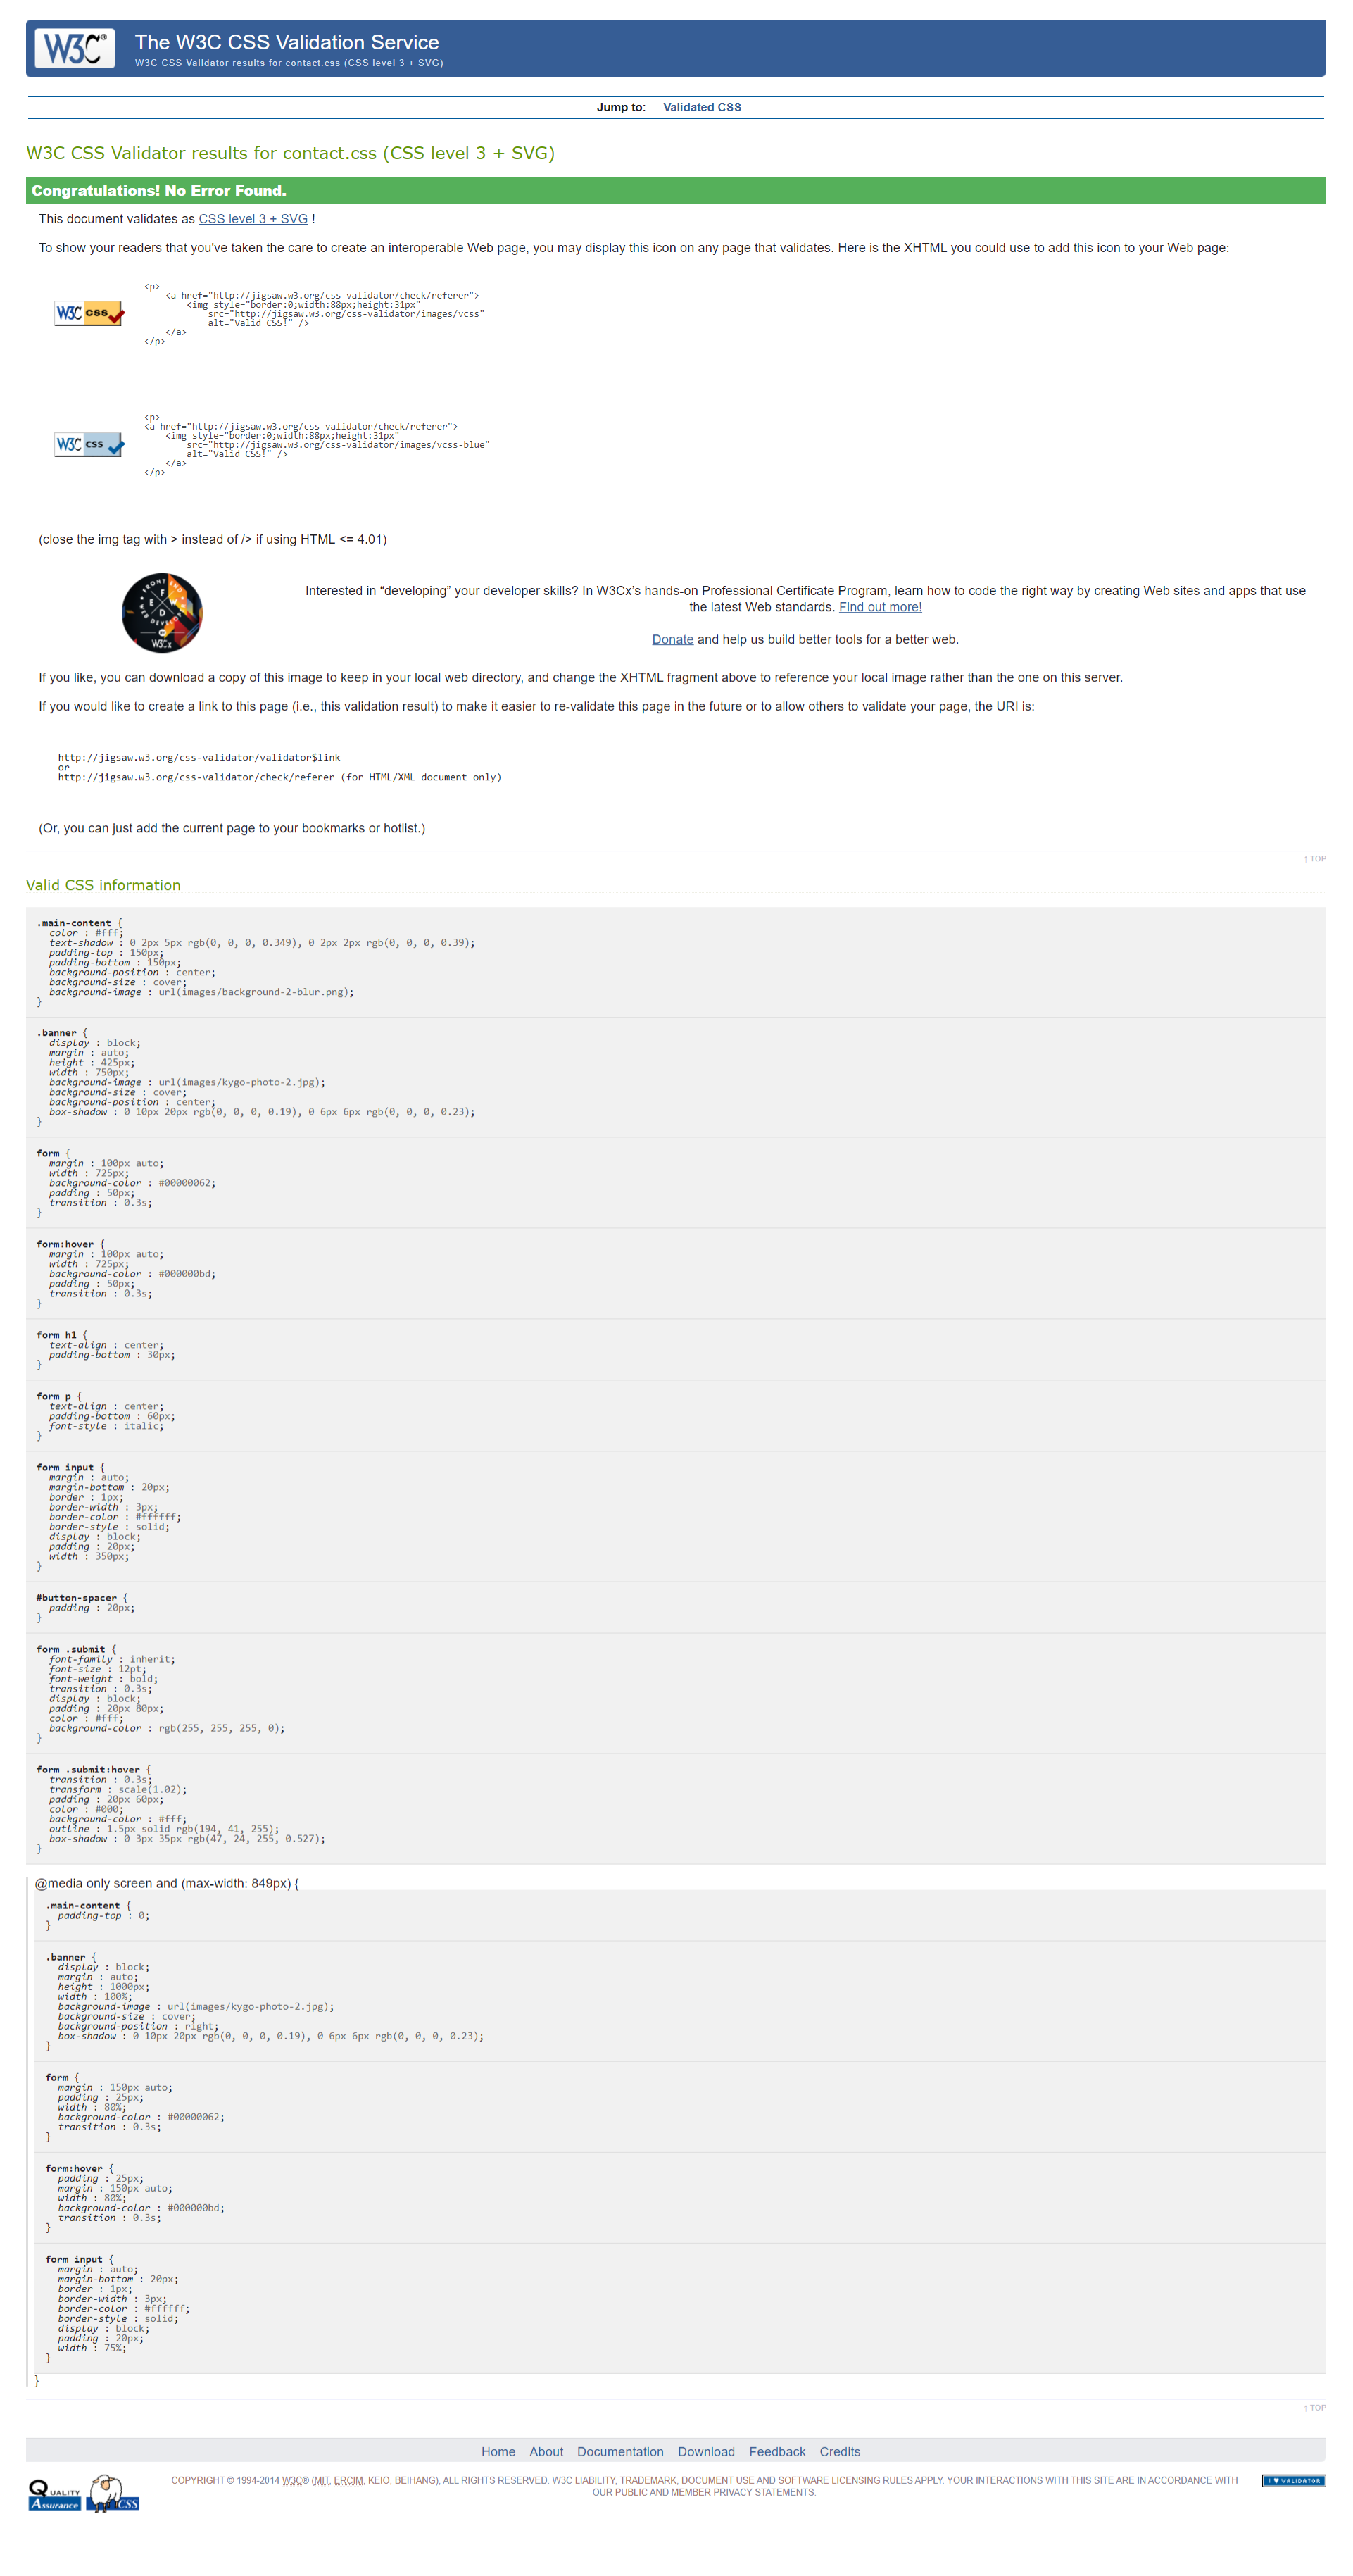 W3C®
The W3C CSS Validation Service
W3C CSS Validator results for contact.css (CSS level 3 + SVG)
Jump to: Validated CSS
W3C CSS Validator results for contact.css (CSS level 3 + SVG)
Congratulations! No Error Found.
This document validates as CSS level 3 + SVG !
To show your readers that you've taken the care to create an interoperable Web page, you may display this icon on any page that validates. Here is the XHTML you could use to add this icon to your Web page:
W3C css
<p>
<a href="http://jigsaw.w3.org/css-validator/check/referer">
<img style="border:0;width:88px;height:31px"
src="http://jigsaw.w3.org/css-validator/images/vcss"
alt="Valid CSS!" />
</a>
</p>
W3C css
<p>
<a href="http://jigsaw.w3.org/css-validator/check/referer">
<img style="border:0;width:88px;height:31px"
src="http://jigsaw.w3.org/css-validator/images/vcss-blue"
alt="Valid CSS!" />
</a>
</p>
(close the img tag with > instead of /> if using HTML <= 4.01)
W3Cx
Interested in “developing” your developer skills? In W3Cx’s hands-on Professional Certificate Program, learn how to code the right way by creating Web sites and apps that use
the latest Web standards. Find out more!
Donate and help us build better tools for a better web.
If you like, you can download a copy of this image to keep in your local web directory, and change the XHTML fragment above to reference your local image rather than the one on this server.
If you would like to create a link to this page (i.e., this validation result) to make it easier to re-validate this page in the future or to allow others to validate your page, the URI is:
http://jigsaw.w3.org/css-validator/validator$link
or
http://jigsaw.w3.org/css-validator/check/referer (for HTML/XML document only)
(Or, you can just add the current page to your bookmarks or hotlist.)
↑ TOP
Valid CSS information
.main-content {
color : #fff;
text-shadow : 0 2px 5px rgb(0, 0, 0, 0.349), 0 2px 2px rgb(0, 0, 0, 0.39);
padding-top : 150px;
padding-bottom : 150px;
background-position : center;
background-size : cover;
background-image : url(images/background-2-blur.png);
}
.banner {
display : block;
margin : auto;
height : 425px;
width : 750px;
background-image : url(images/kygo-photo-2.jpg);
background-size : cover;
background-position : center;
box-shadow : 0 10px 20px rgb(0, 0, 0, 0.19), 0 6px 6px rgb(0, 0, 0, 0.23);
}
form {
margin : 100px auto;
width : 725px;
background-color : #00000062;
padding : 50px;
transition : 0.3s;
}
form:hover {
margin : 100px auto;
width : 725px;
background-color : #000000bd;
padding : 50px;
transition : 0.3s;
}
form h1 {
text-align : center;
padding-bottom : 30px;
}
form p {
text-align : center;
padding-bottom : 60px;
font-style : italic;
}
form input {
margin : auto;
margin-bottom : 20px;
border : 1px;
border-width : 3px;
border-color : #ffffff;
border-style : solid;
display : block;
padding : 20px;
width : 350px;
}
#button-spacer {
padding : 20px;
}
form .submit {
font-family : inherit;
font-size : 12pt;
font-weight : bold;
transition : 0.3s;
display : block;
padding : 20px 80px;
color : #fff;
background-color : rgb(255, 255, 255, 0);
}
form .submit:hover {
transition : 0.3s;
transform : scale(1.02);
padding : 20px 60px;
color : #000;
background-color : #fff;
outline : 1.5px solid rgb(194, 41, 255);
box-shadow : 0 3px 35px rgb(47, 24, 255, 0.527);
}
@media only screen and (max-width: 849px) {
.main-content {
padding-top : 0;
}
.banner {
display : block;
margin : auto;
height : 1000px;
width : 100%;
background-image : url(images/kygo-photo-2.jpg);
background-size : cover;
background-position : right;
box-shadow : 0 10px 20px rgb(0, 0, 0, 0.19), 0 6px 6px rgb(0, 0, 0, 0.23);
}
form {
margin : 150px auto;
padding : 25px;
width : 80%;
background-color : #00000062;
transition : 0.3s;
}
form:hover {
padding : 25px;
margin : 150px auto;
width : 80%;
background-color : #000000bd;
transition : 0.3s;
}
form input {
margin : auto;
margin-bottom : 20px;
border : 1px;
border-width : 3px;
border-color : #ffffff;
border-style : solid;
display : block;
padding : 20px;
width : 75%;
}
}
↑ TOP
Home About Documentation Download Feedback Credits
QUALITY
Assurance
CSS
COPYRIGHT © 1994-2014 W3C® (MIT, ERCIM, KEIO, BEIHANG), ALL RIGHTS RESERVED. W3C LIABILITY, TRADEMARK, DOCUMENT USE AND SOFTWARE LICENSING RULES APPLY. YOUR INTERACTIONS WITH THIS SITE ARE IN ACCORDANCE WITH
OUR PUBLIC AND MEMBER PRIVACY STATEMENTS.
I ♥ VALIDATOR